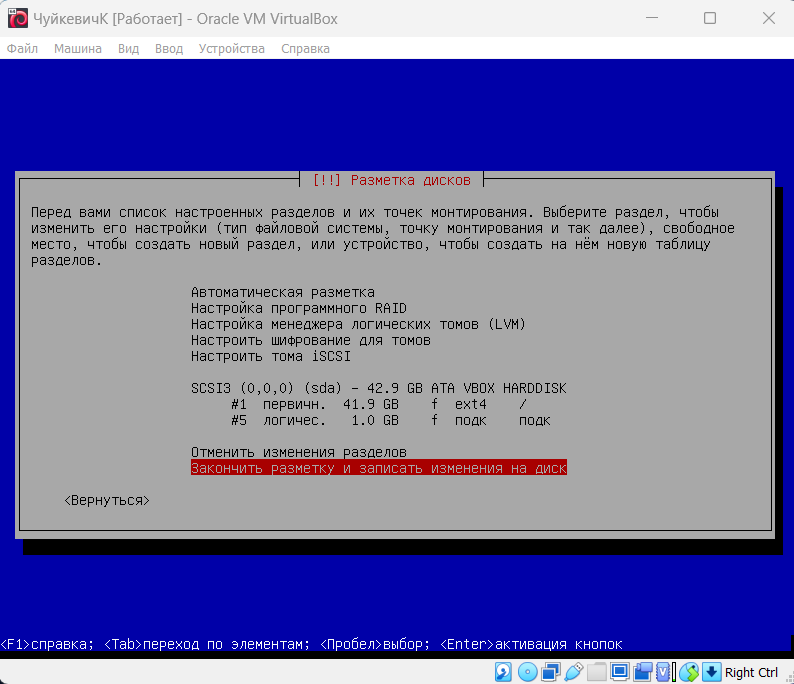 ЧуйкевичК [Работает] - Oracle VM VirtualBox
Файл Машина Вид Ввод Устройства Справка
[!!] Разметка дисков
Перед вами список настроенных разделов и их точек монтирования. Выберите раздел, чтобы
изменить его настройки (тип файловой системы, точку монтирования и так далее), свободное
место, чтобы создать новый раздел, или устройство, чтобы создать на нём новую таблицу
разделов.
Автоматическая разметка
Настройка программного RAID
Настройка менеджера логических томов (LVM)
Настроить шифрование для томов
Настроить тома iSCSI
SCSI3 (0,0,0) (sda) - 42.9 GB ATA VBOX HARDDISK
#1 первичн. 41.9 GB f ext4 /
#5 логичес. 1.0 GB f подк подк
Отменить изменения разделов
Закончить разметку и записать изменения на диск
<Вернуться>
<F1>справка; <Tab>переход по элементам; <Пробел>выбор; <Enter>активация кнопок
Right Ctrl